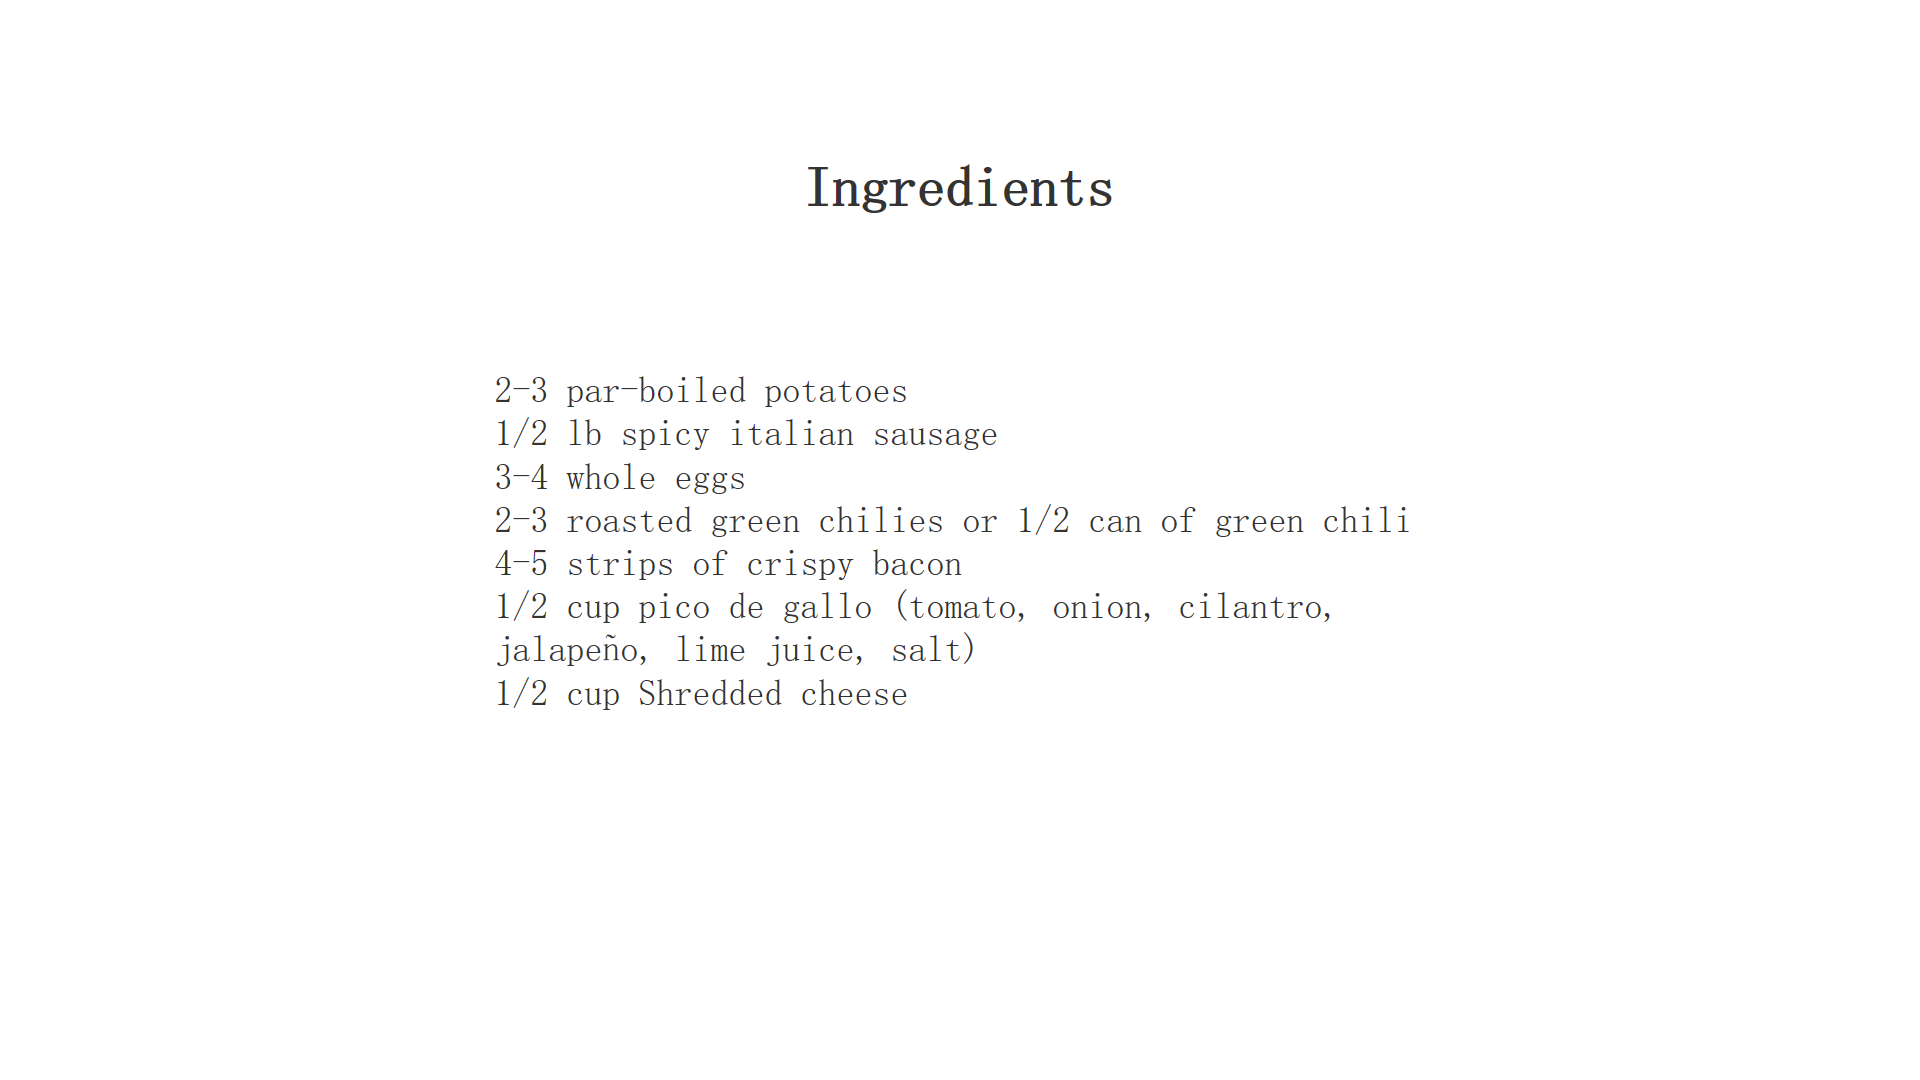 Ingredients
2-3 par-boiled potatoes
1/2 lb spicy italian sausage
3-4 whole eggs
2-3 roasted green chilies or 1/2 can of green chili
4-5 strips of crispy bacon
1/2 cup pico de gallo (tomato, onion, cilantro,
jalapeño, lime juice, salt)
1/2 cup Shredded cheese